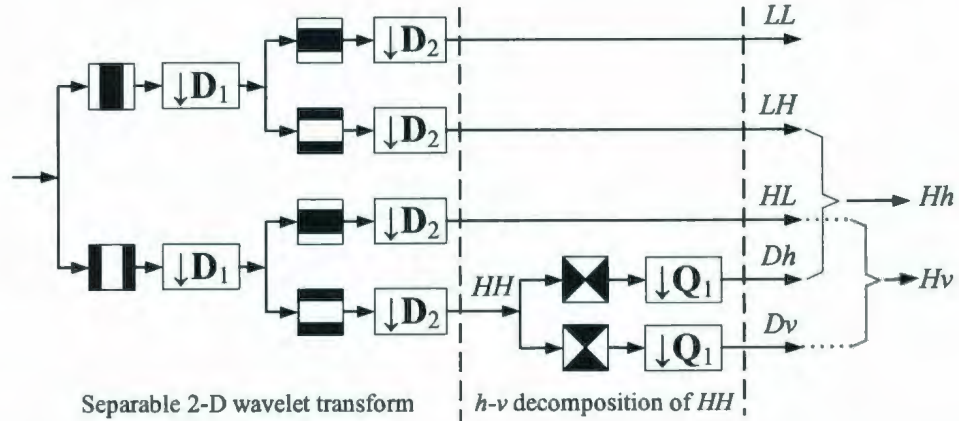 LL
↓D₂
↓D₁
LH
↓D₂
HL
Hh
↓D₂
↓D₁
Dh
HH
↓Q₁
Hv
↓D₂
Dv
↓Q₁
Separable 2-D wavelet transform
h-v decomposition of HH